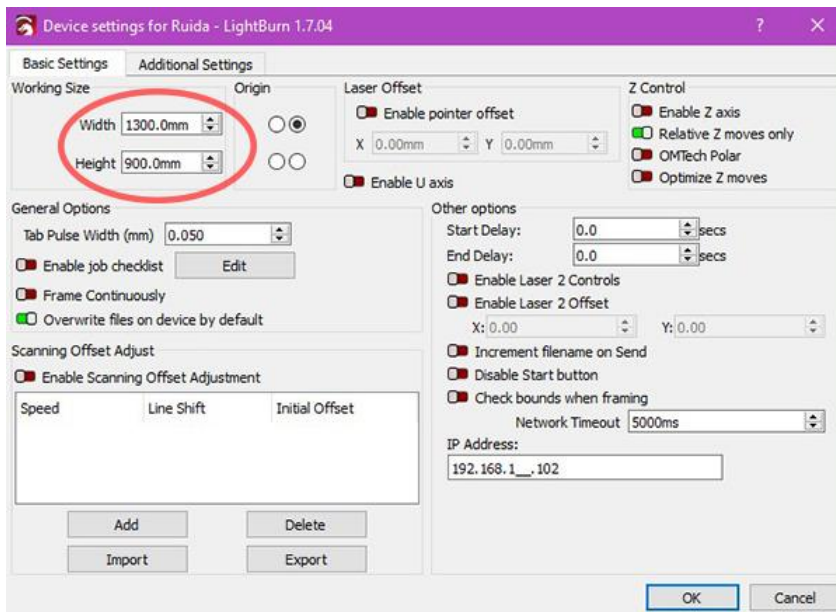 Device settings for Ruida - LightBurn 1.7.04
Basic Settings
Additional Settings
Working Size
Width 1300.0mm
Height 900.0mm
Origin
Laser Offset
Enable pointer offset
X 0.00mm Y 0.00mm
Enable U axis
Z Control
Enable Z axis
Relative Z moves only
OMTech Polar
Optimize Z moves
General Options
Tab Pulse Width (mm) 0.050
Enable job checklist Edit
Frame Continuously
Overwrite files on device by default
Scanning Offset Adjust
Enable Scanning Offset Adjustment
Speed Line Shift Initial Offset
Add Delete
Import Export
Other options
Start Delay: 0.0 secs
End Delay: 0.0 secs
Enable Laser 2 Controls
Enable Laser 2 Offset
X: 0.00 Y: 0.00
Increment filename on Send
Disable Start button
Check bounds when framing
Network Timeout 5000ms
IP Address:
192.168.1__.102
OK Cancel